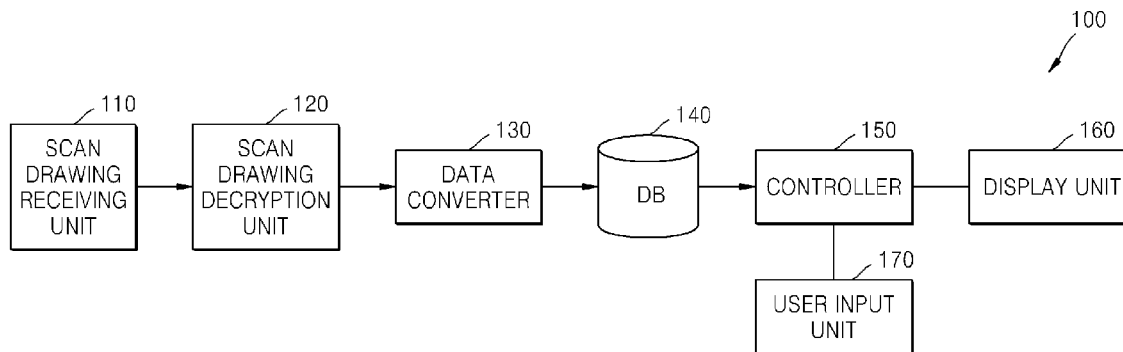 100
110
SCAN
DRAWING
RECEIVING
UNIT
120
SCAN
DRAWING
DECRYPTION
UNIT
130
DATA
CONVERTER
140
DB
150
CONTROLLER
160
DISPLAY UNIT
170
USER INPUT
UNIT